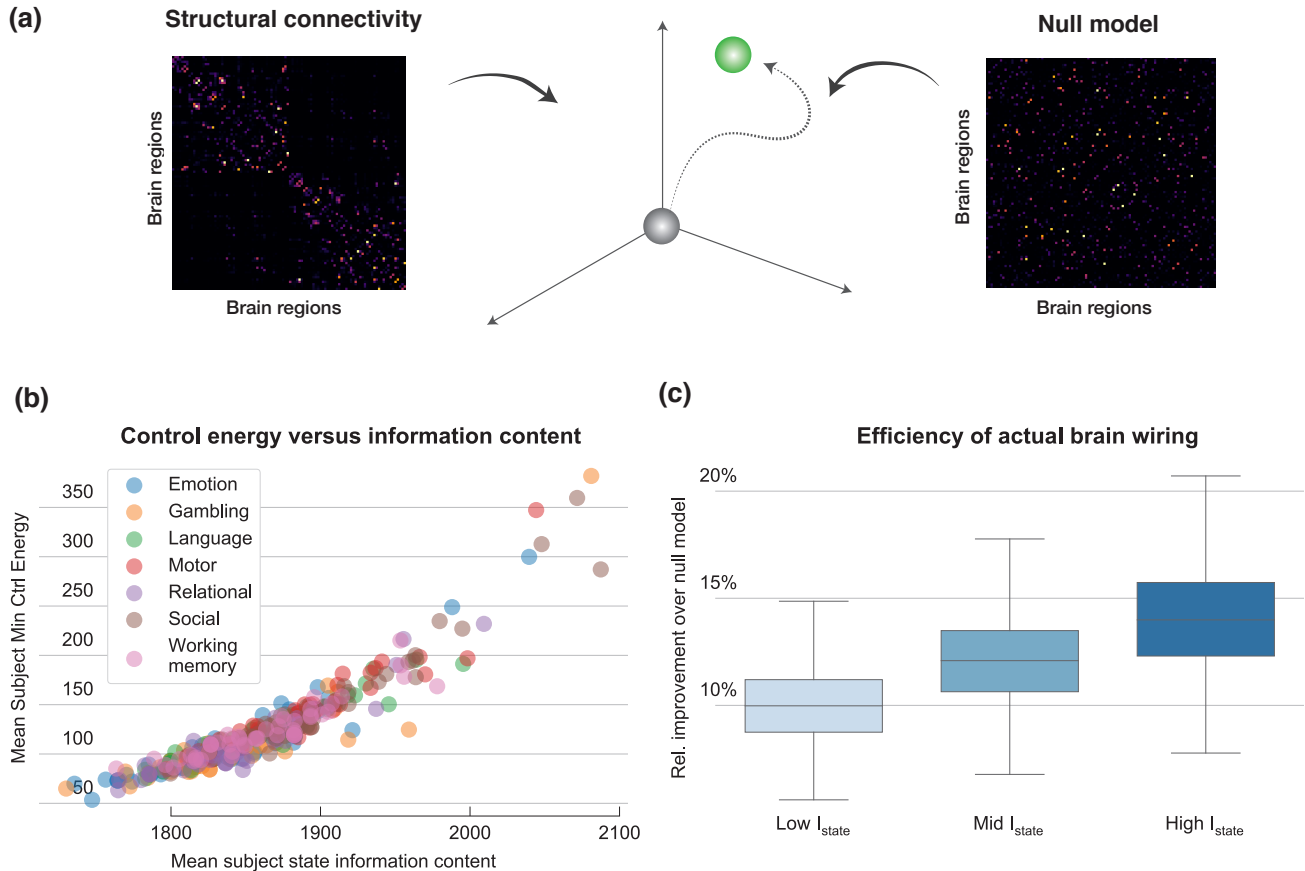 (a)
Structural connectivity
Null model
Brain regions
Brain regions
Brain regions
Brain regions
(b)
Control energy versus information content
Mean Subject Min Ctrl Energy
350
300
250
200
150
100
50
Emotion
Gambling
Language
Motor
Relational
Social
Working
memory
1800
1900
2000
2100
Mean subject state information content
(c)
Efficiency of actual brain wiring
Rel. improvement over null model
20%
15%
10%
Low I_state
Mid I_state
High I_state